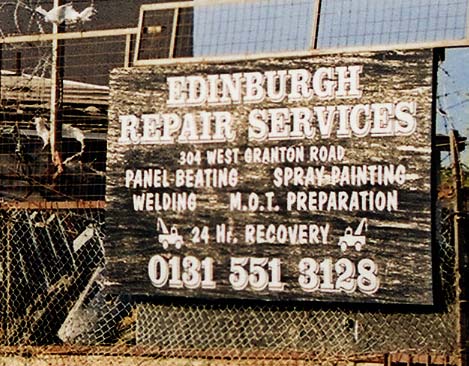 EDINBURGH
REPAIR SERVICES
304 WEST GRANTON ROAD
PANEL BEATING SPRAY PAINTING
WELDING M.O.T. PREPARATION
24 Hr. RECOVERY
0131 551 3128